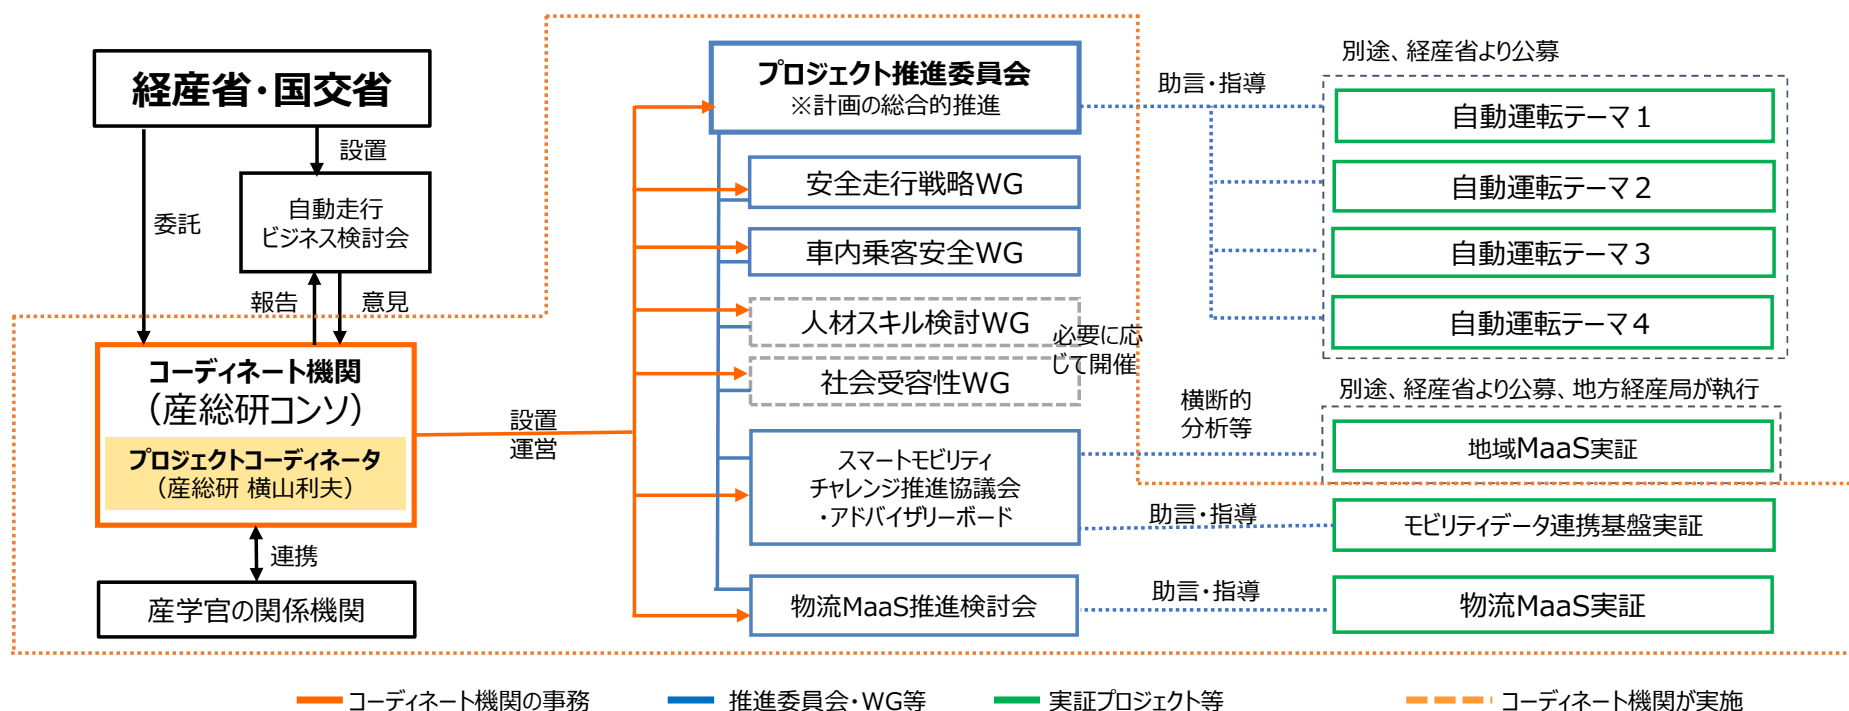 経産省・国交省
設置
委託
自動走行
ビジネス検討会
報告
意見
コーディネート機関
（産総研コンソ）
プロジェクトコーディネータ
（産総研 横山利夫）
連携
産学官の関係機関
設置
運営
プロジェクト推進委員会
※計画の総合的推進
安全走行戦略WG
車内乗客安全WG
人材スキル検討WG
社会受容性WG
必要に応
じて開催
スマートモビリティ
チャレンジ推進協議会
・アドバイザリーボード
物流MaaS推進検討会
助言・指導
別途、経産省より公募
自動運転テーマ１
自動運転テーマ２
自動運転テーマ３
自動運転テーマ４
横断的
分析等
別途、経産省より公募、地方経産局が執行
地域MaaS実証
助言・指導
モビリティデータ連携基盤実証
助言・指導
物流MaaS実証
コーディネート機関の事務
推進委員会・WG等
実証プロジェクト等
コーディネート機関が実施